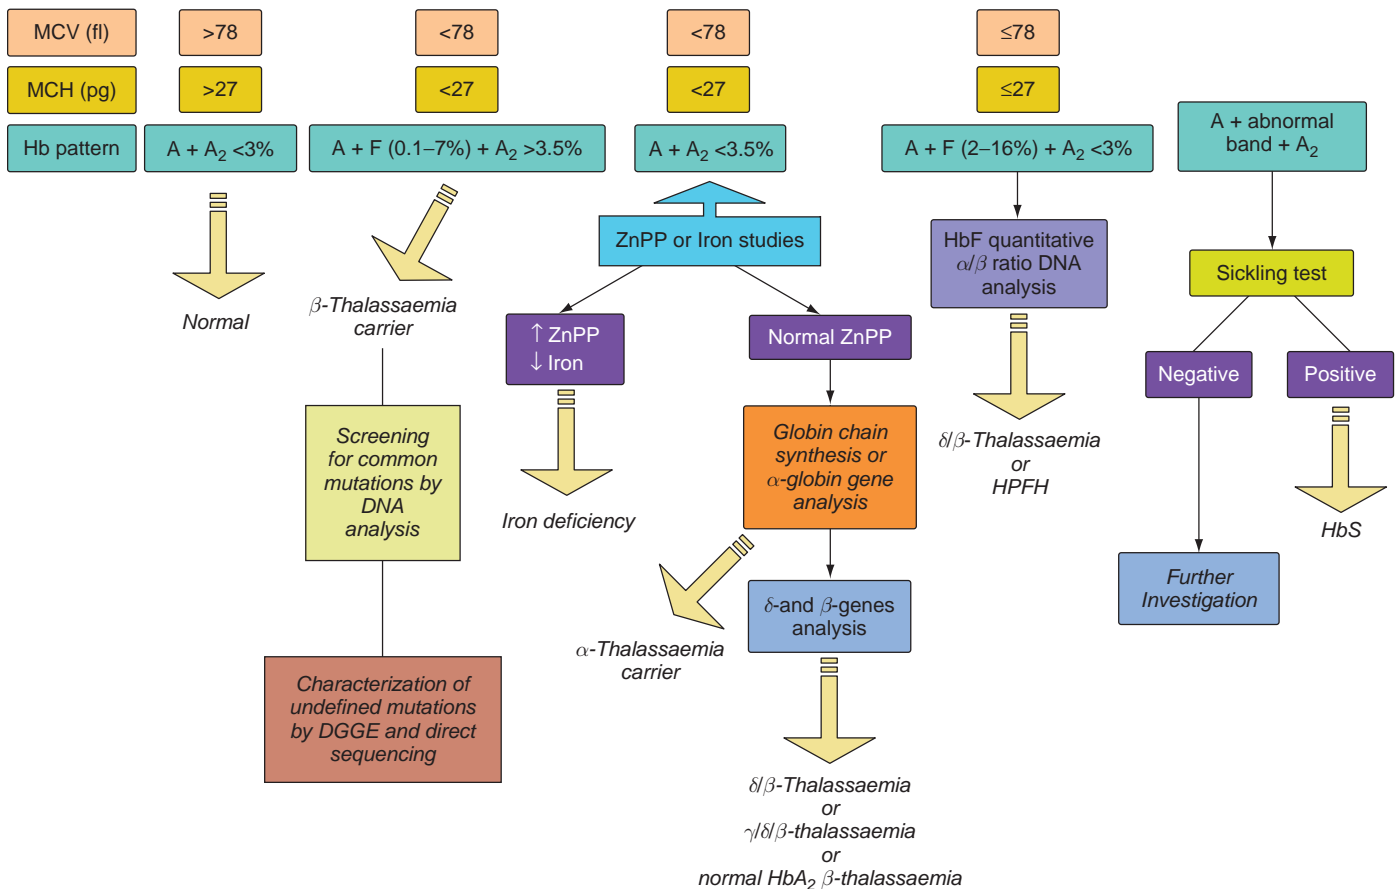 MCV (fl)
>78
<78
<78
≤78
MCH (pg)
>27
<27
<27
≤27
Hb pattern
A + A₂ <3%
A + F (0.1–7%) + A₂ >3.5%
A + A₂ <3.5%
A + F (2–16%) + A₂ <3%
A + abnormal
band + A₂
Normal
β-Thalassaemia
carrier
Screening
for common
mutations by
DNA
analysis
Characterization of
undefined mutations
by DGGE and direct
sequencing
ZnPP or Iron studies
↑ ZnPP
↓ Iron
Iron deficiency
Normal ZnPP
Globin chain
synthesis or
α-globin gene
analysis
α-Thalassaemia
carrier
δ-and β-genes
analysis
δ/β-Thalassaemia
or
γ/δ/β-thalassaemia
or
normal HbA₂ β-thalassaemia
HbF quantitative
α/β ratio DNA
analysis
δ/β-Thalassaemia
or
HPFH
Sickling test
Negative
Positive
Further
Investigation
HbS